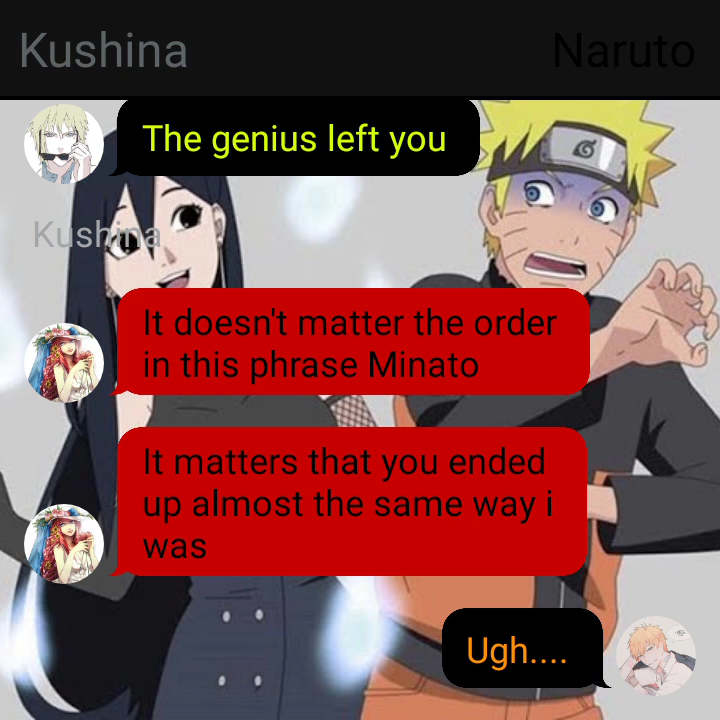 Kushina Naruto
The genius left you
Kushina
It doesn't matter the order
in this phrase Minato
It matters that you ended
up almost the same way i
was
Ugh....